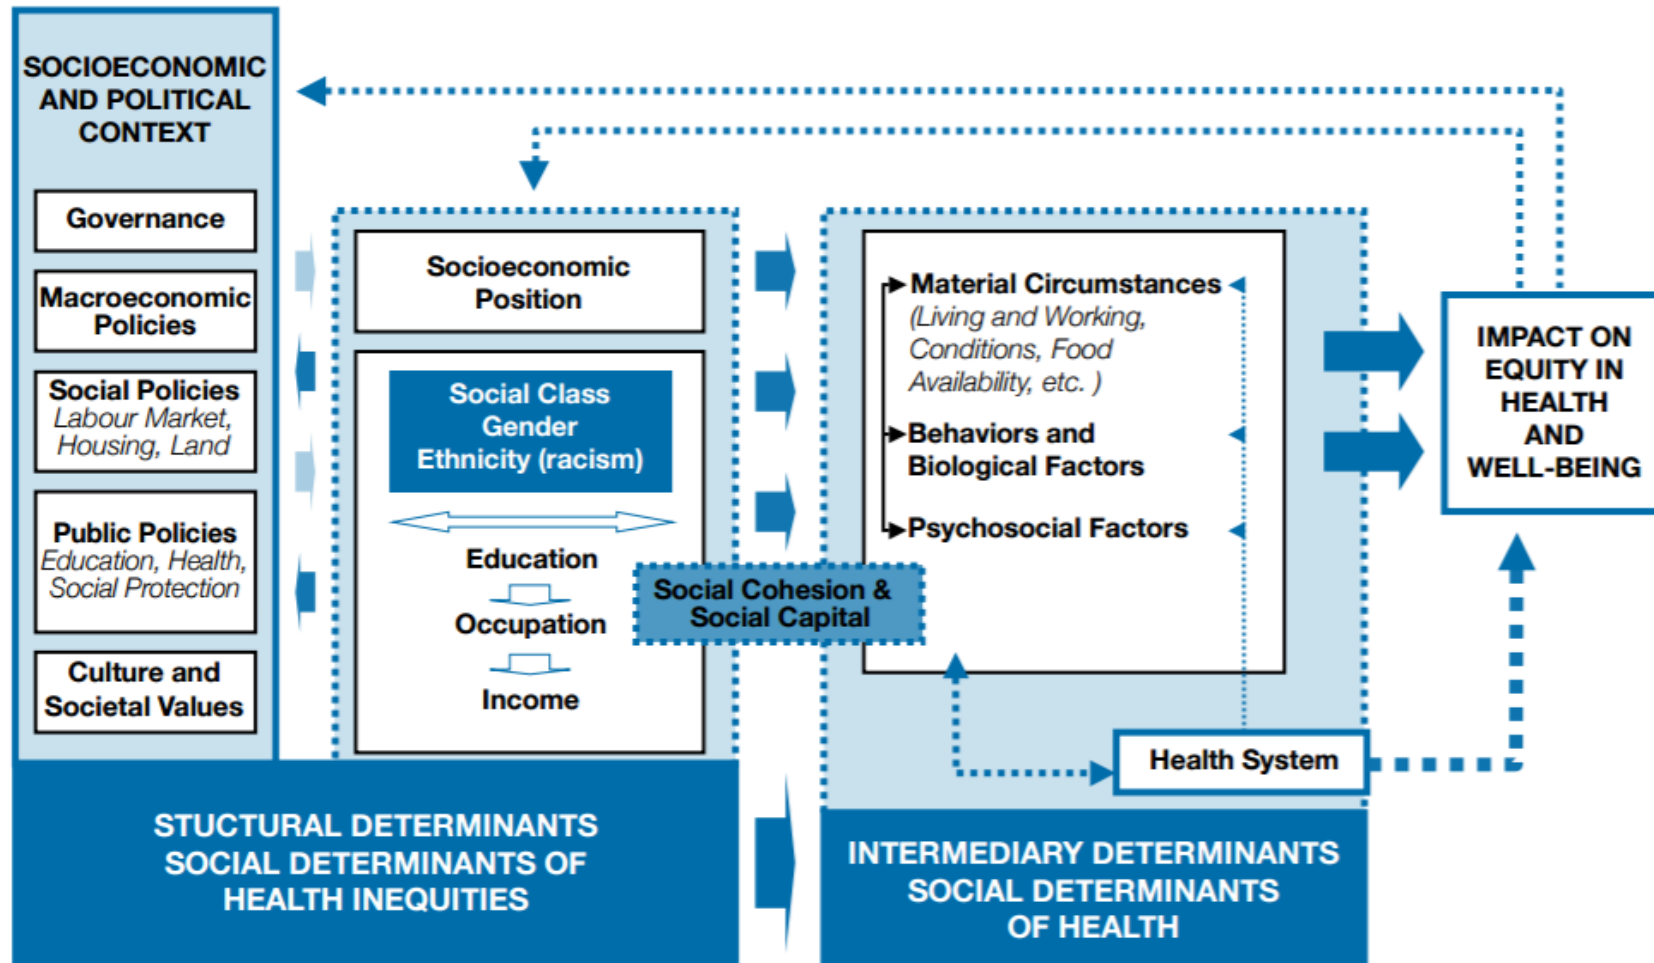 SOCIOECONOMIC
AND POLITICAL
CONTEXT
Governance
Macroeconomic
Policies
Social Policies
Labour Market,
Housing, Land
Public Policies
Education, Health,
Social Protection
Culture and
Societal Values
Socioeconomic
Position
Social Class
Gender
Ethnicity (racism)
Education
Occupation
Income
Social Cohesion &
Social Capital
Material Circumstances
(Living and Working,
Conditions, Food
Availability, etc. )
Behaviors and
Biological Factors
Psychosocial Factors
Health System
IMPACT ON
EQUITY IN
HEALTH
AND
WELL-BEING
STUCTURAL DETERMINANTS
SOCIAL DETERMINANTS OF
HEALTH INEQUITIES
INTERMEDIARY DETERMINANTS
SOCIAL DETERMINANTS
OF HEALTH